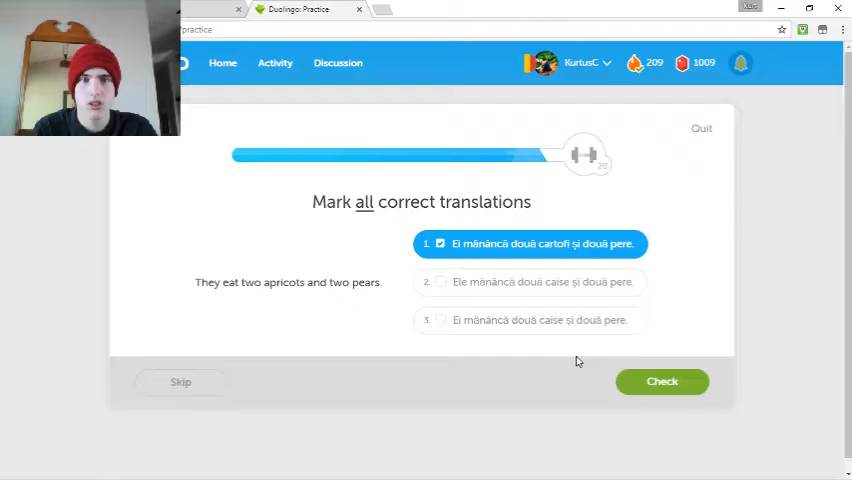 Duolingo: Practice
Kurt
practice
Home Activity Discussion KurtusC 209 1009
Quit
20
Mark all correct translations
They eat two apricots and two pears.
1. Ei mănâncă două cartofi și două pere.
2. Ele mănâncă două caise și două pere.
3. Ei mănâncă două caise și două pere.
Skip Check